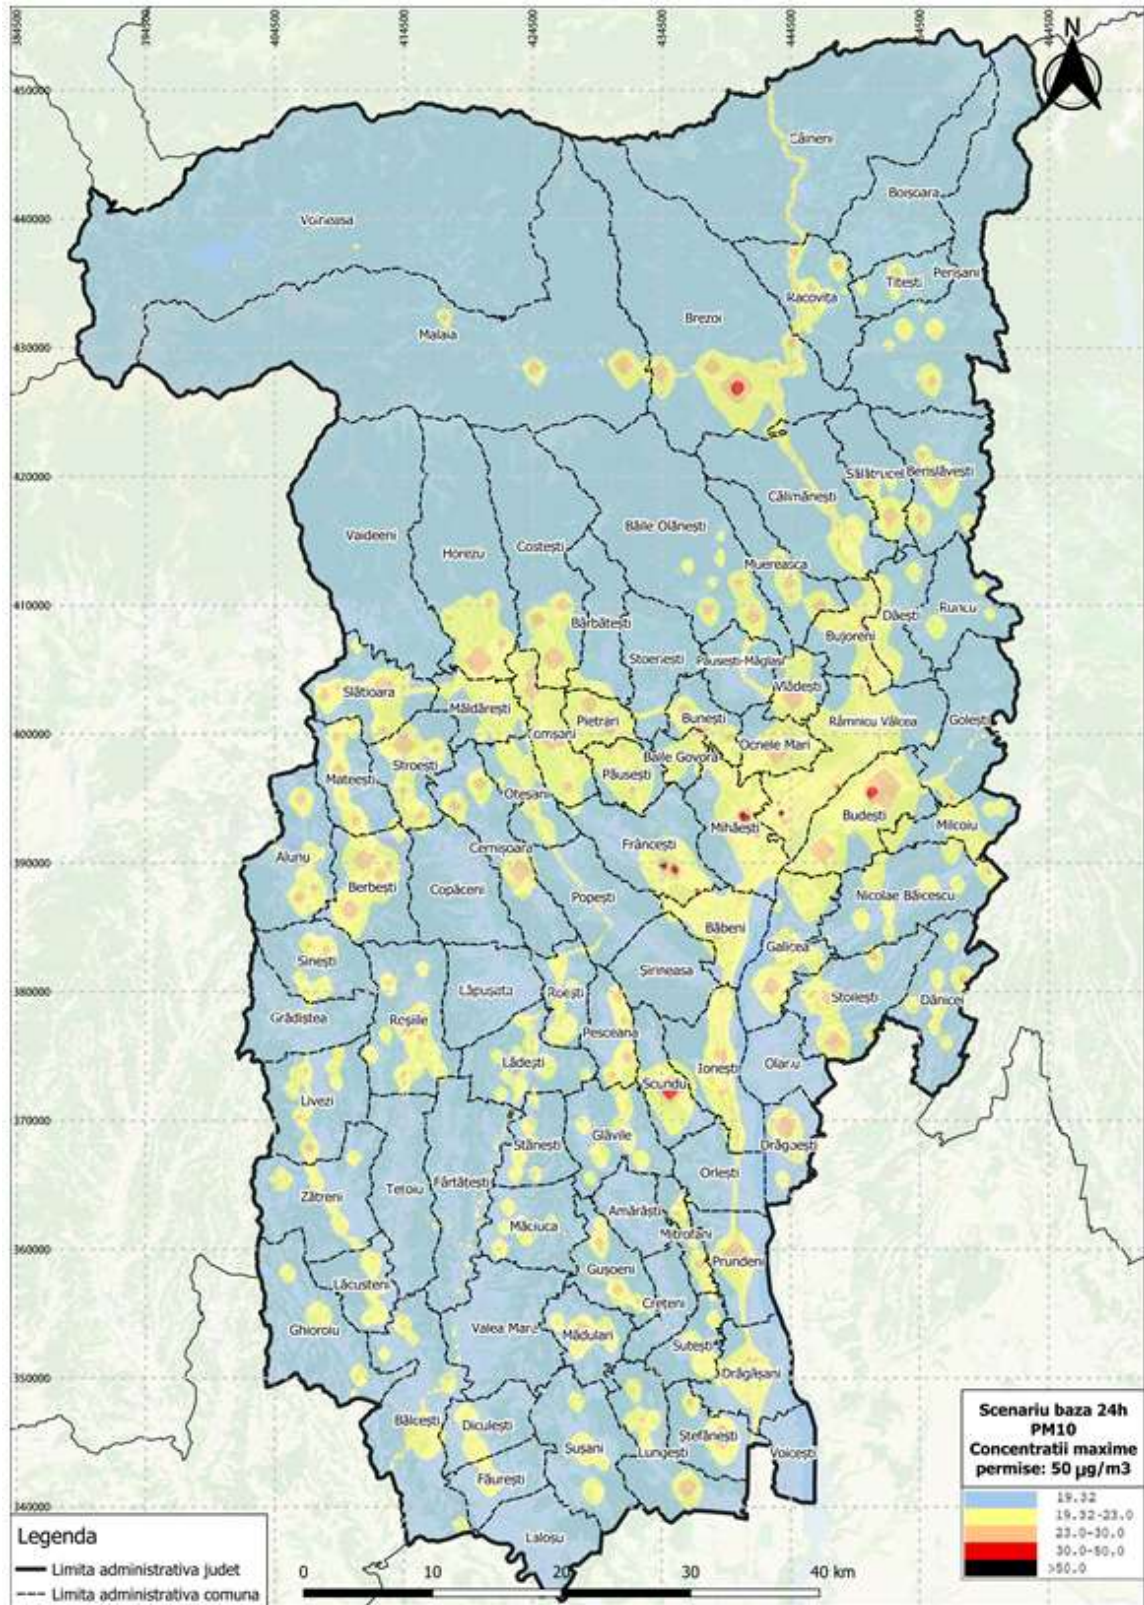 404500
414500
424500
434500
444500
N
450000
Câineni
Boișoara
440000
Voineasa
Perișani
Titești
Racovița
Brezoi
Malaia
430000
420000
Sălătrucel
Berislăvești
Călimănești
Băile Olănești
Vaideeni
Costești
Horezu
Muereasca
410000
Dăești
Runcu
Bărbătești
Bujoreni
Stoenești
Păusești-Măglași
Vlădești
Slătioara
Măldărești
Pietrari
Bunești
Râmnicu Vâlcea
Golești
400000
Tomșani
Ocnele Mari
Băile Govora
Stroești
Păusești
Mateești
Oteșani
Budești
Mihăești
Milcoiu
Cernișoara
Frâncești
390000
Alunu
Berbești
Copăceni
Popești
Nicolae Bălcescu
Băbeni
Galicea
Sinești
Șirineasa
380000
Lăpușata
Roești
Stoilești
Dănicei
Grădiștea
Roșiile
Pesceana
Lădești
Ionești
Olanu
Scundu
Livezi
370000
Glăvile
Stănești
Drăgoești
Orlești
Fârtățești
Tetoiu
Zătreni
Amărăști
Măciuca
Mitrofani
360000
Prundeni
Gușoeni
Lăcusteni
Crețeni
Ghioroiu
Valea Mare
Mădulari
Sutești
350000
Drăgășani
Bălcești
Diculești
Ștefănești
Sușani
Lungești
Voicești
Făurești
Laloșu
340000
Scenariu baza 24h
PM10
Concentratii maxime
permise: 50 µg/m3
19.32
19.32-23.0
23.0-30.0
30.0-50.0
>50.0
Legenda
Limita administrativa judet
Limita administrativa comuna
0 10 20 30 40 km